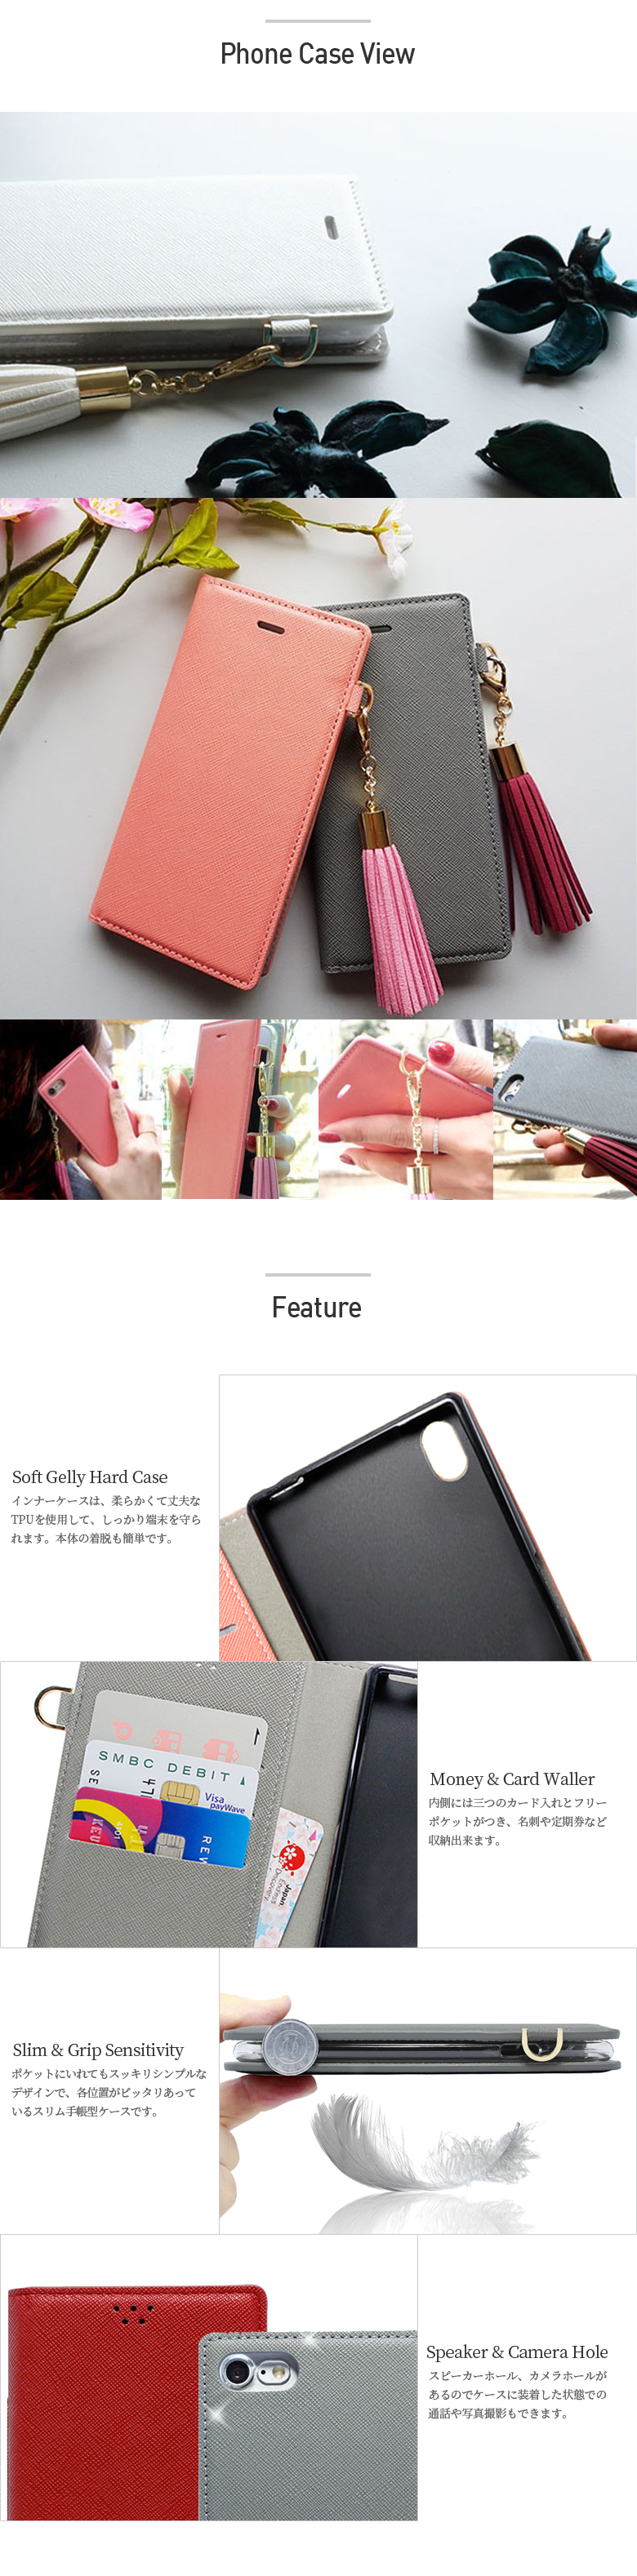 Phone Case View
Feature
Soft Gelly Hard Case
インナーケースは、柔らかくて丈夫な
TPUを使用して、しっかり端末を守ら
れます。本体の着脱も簡単です。
SMBC DEBIT
Visa
payWave
Japan.
Endless
Discovery.
Money & Card Waller
内側には三つのカード入れとフリー
ポケットがつき、名刺や定期券など
収納出来ます。
Slim & Grip Sensitivity
ポケットにいれてもスッキリシンプルな
デザインで、各位置がピッタリあって
いるスリム手帳型ケースです。
Speaker & Camera Hole
スピーカーホール、カメラホールが
あるのでケースに装着した状態での
通話や写真撮影もできます。